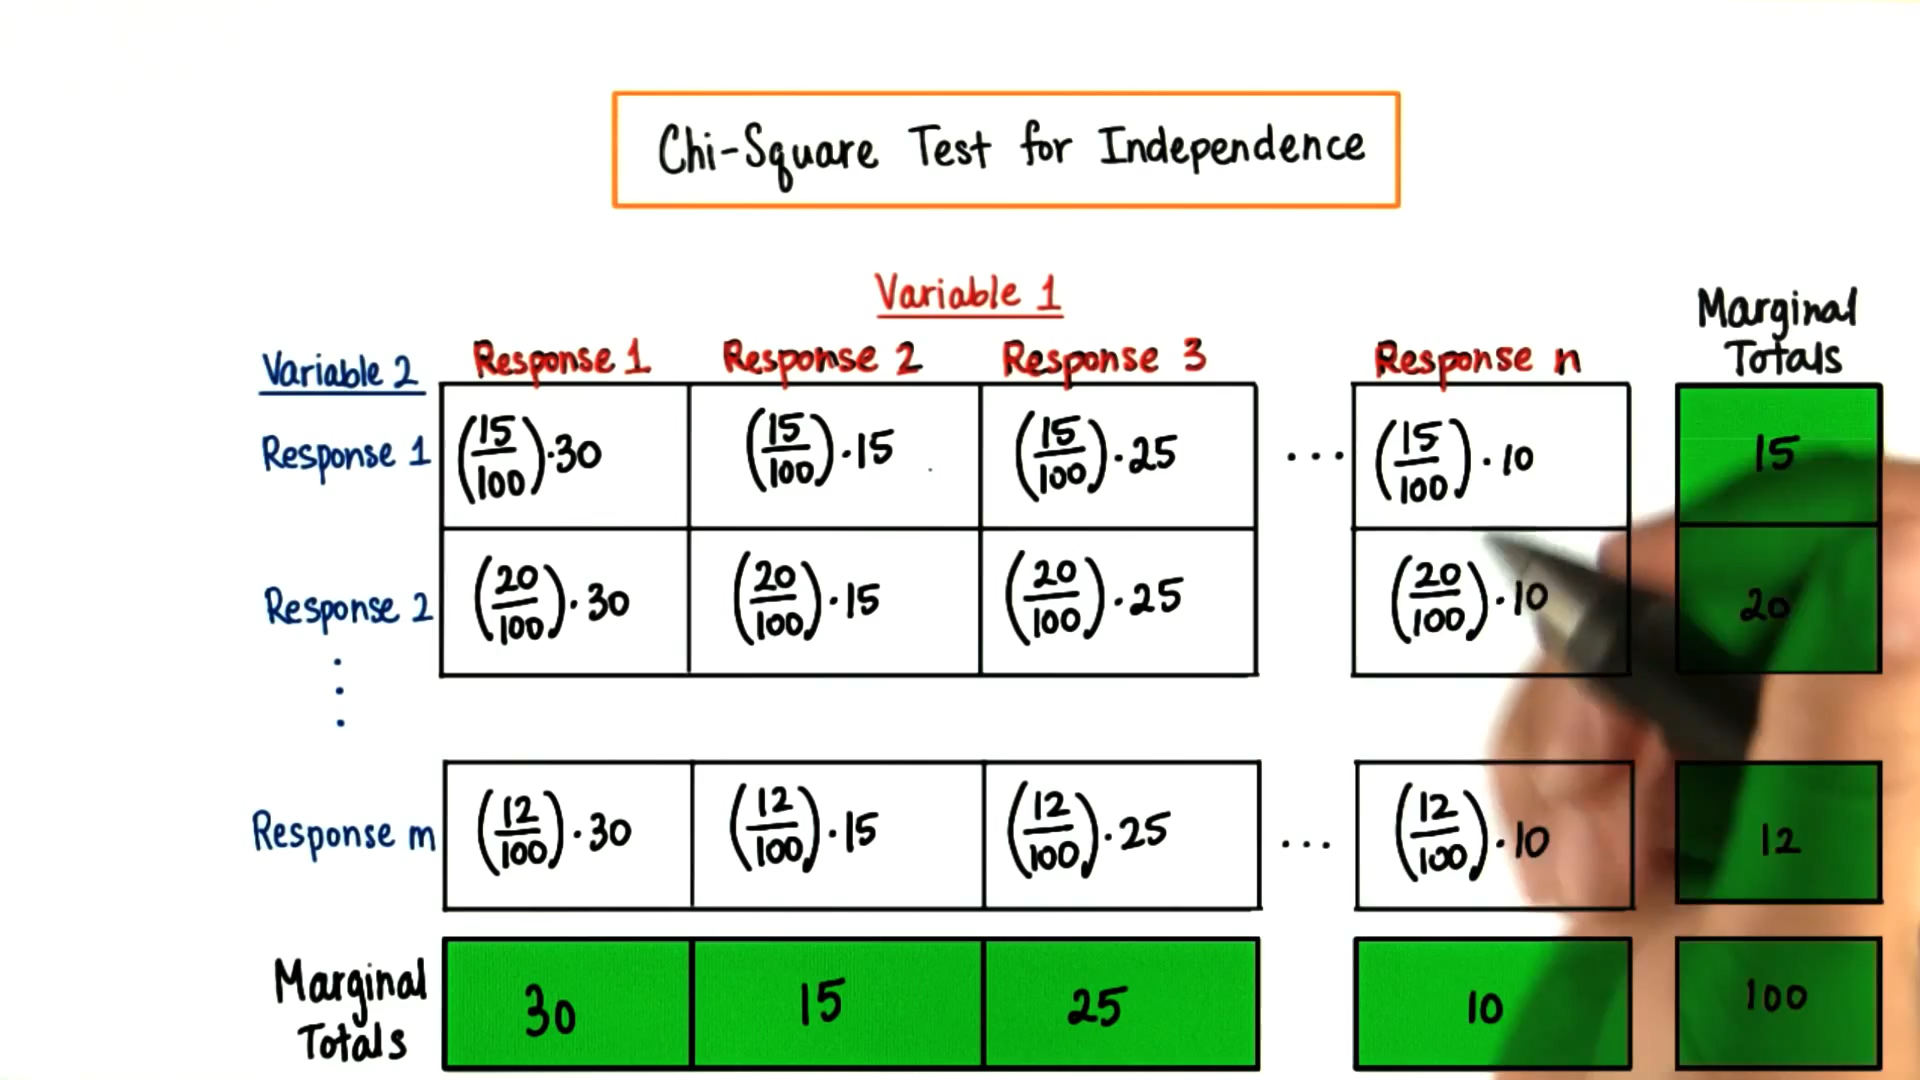 Chi-Square Test for Independence
Variable 1
Marginal
Totals
Variable 2
Response 1 Response 2 Response 3 Response n
Response 1 (15/100)·30 (15/100)·15 (15/100)·25 ... (15/100)·10 15
Response 2 (20/100)·30 (20/100)·15 (20/100)·25 (20/100)·10 20
Response m (12/100)·30 (12/100)·15 (12/100)·25 ... (12/100)·10 12
Marginal
Totals
30 15 25 10 100